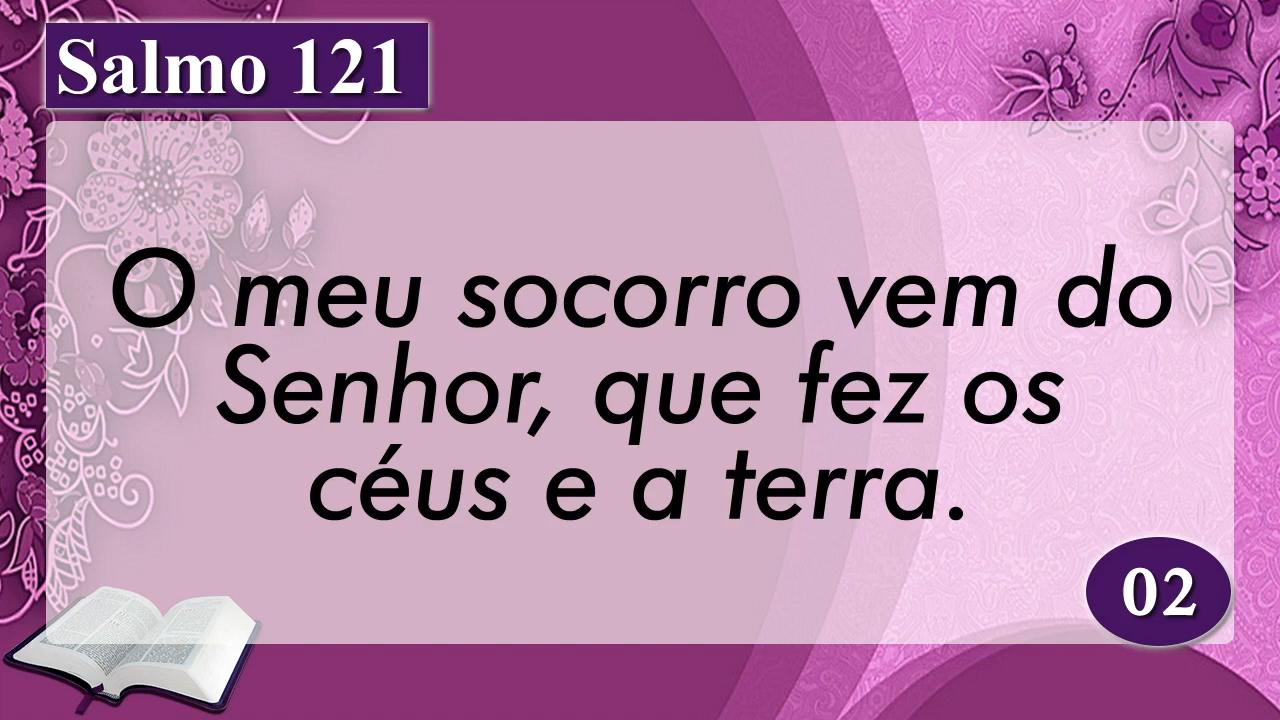 Salmo 121
O meu socorro vem do
Senhor, que fez os
céus e a terra.
02